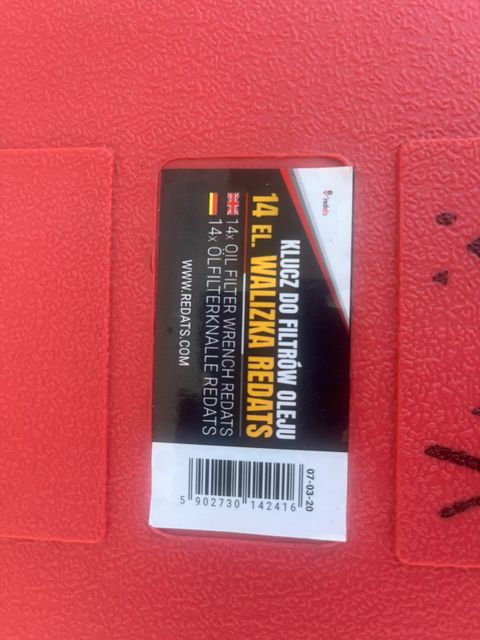 redats
KLUCZ DO FILTRÓW OLEJU
14 EL. WALIZKA REDATS
14x OIL FILTER WRENCH REDATS
14x ÖLFILTERKNALLE REDATS
WWW.REDATS.COM
07-03-20
5 902730 142416